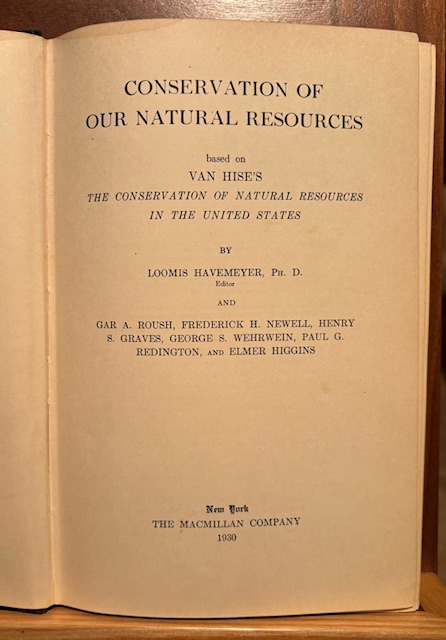 CONSERVATION OF
OUR NATURAL RESOURCES
based on
VAN HISE'S
THE CONSERVATION OF NATURAL RESOURCES
IN THE UNITED STATES
BY
LOOMIS HAVEMEYER, PH. D.
Editor
AND
GAR A. ROUSH, FREDERICK H. NEWELL, HENRY
S. GRAVES, GEORGE S. WEHRWEIN, PAUL G.
REDINGTON, AND ELMER HIGGINS
New York
THE MACMILLAN COMPANY
1930